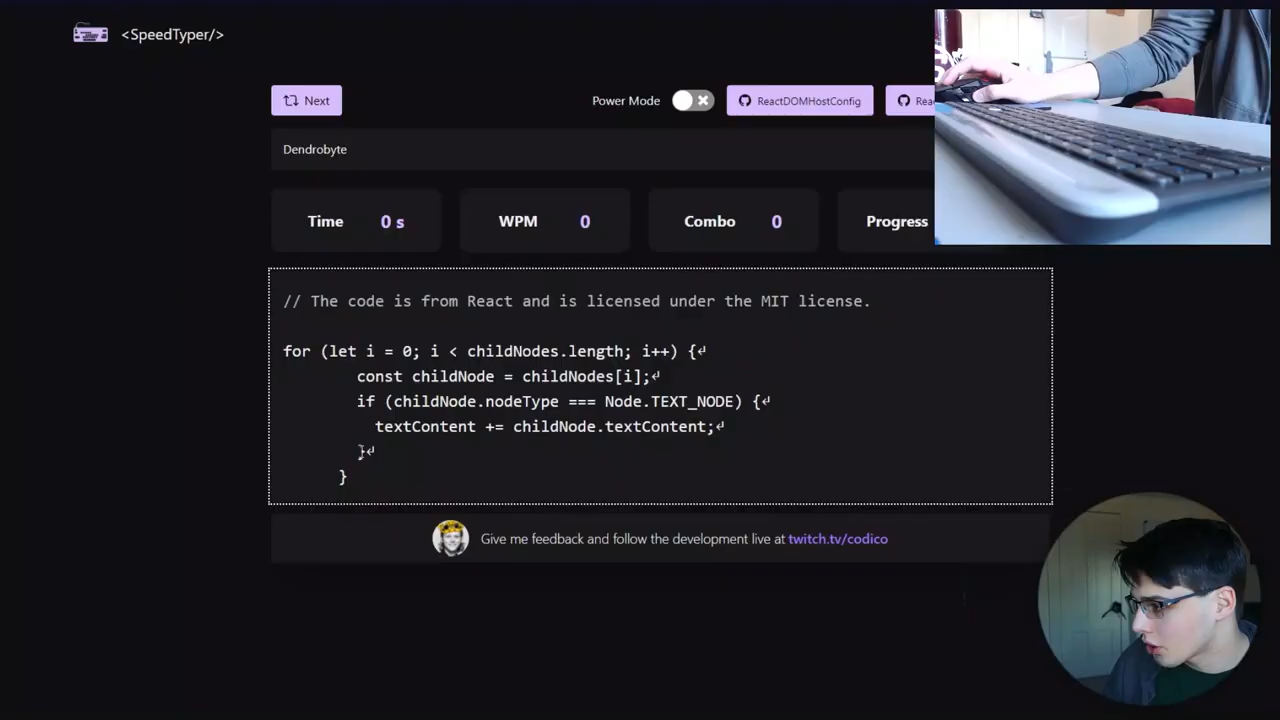 <SpeedTyper/>
Next
Power Mode
ReactDOMHostConfig
Dendrobyte
Time 0 s
WPM 0
Combo 0
Progress
// The code is from React and is licensed under the MIT license.
for (let i = 0; i < childNodes.length; i++) {↵
const childNode = childNodes[i];↵
if (childNode.nodeType === Node.TEXT_NODE) {↵
textContent += childNode.textContent;↵
}↵
}
Give me feedback and follow the development live at twitch.tv/codico